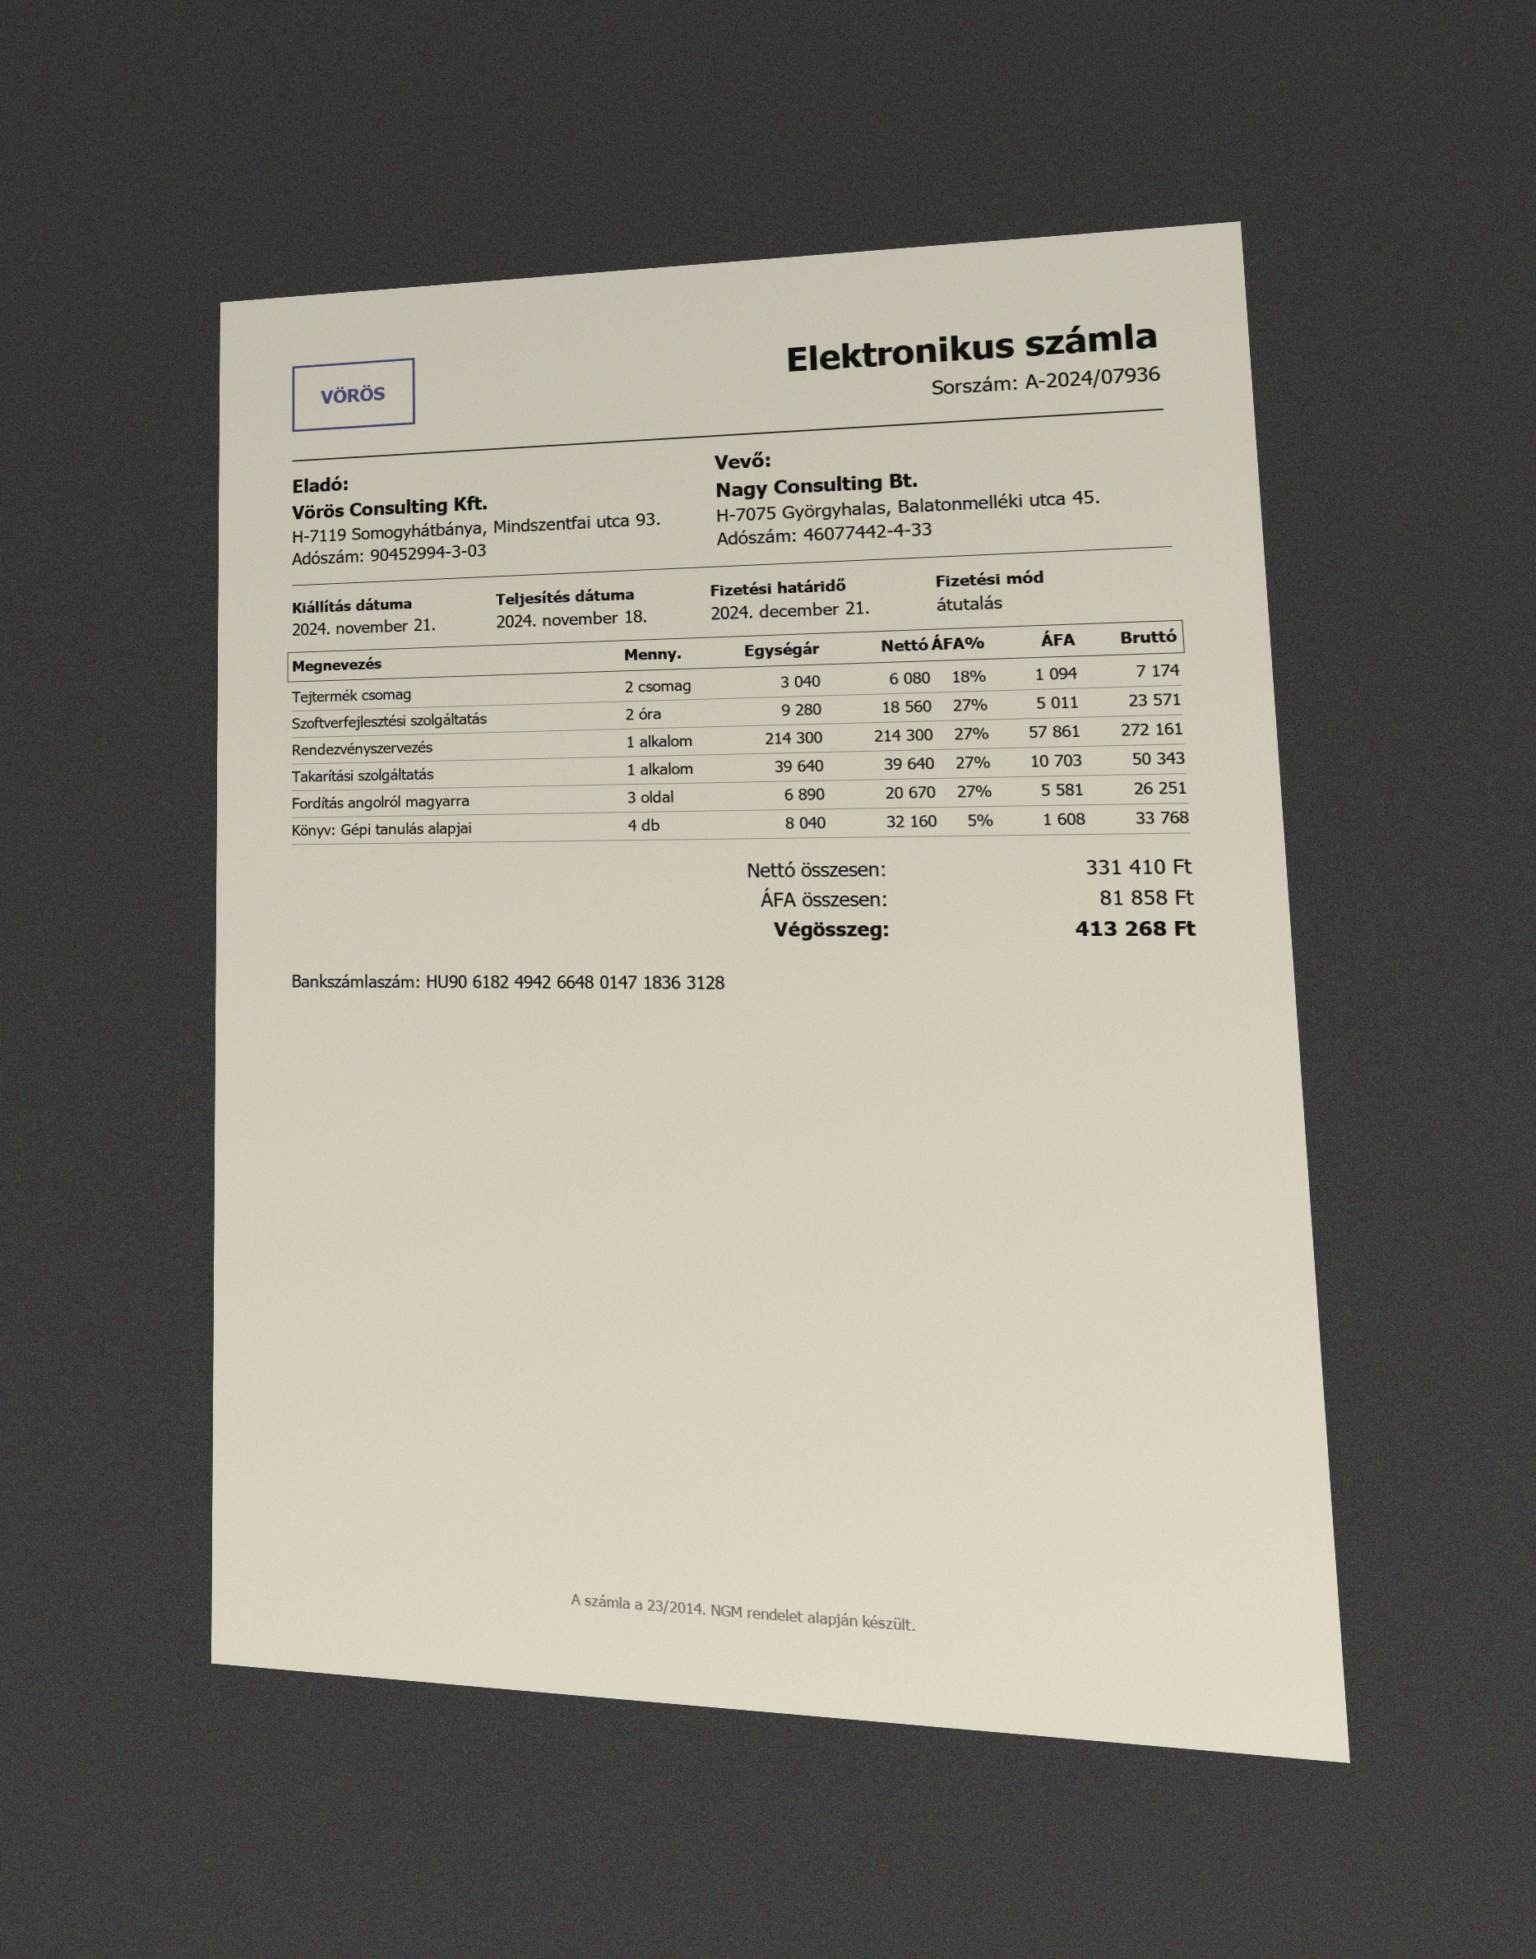 VÖRÖS
Elektronikus számla
Sorszám: A-2024/07936
Eladó:
Vörös Consulting Kft.
H-7119 Somogyhátbánya, Mindszentfai utca 93.
Adószám: 90452994-3-03
Vevő:
Nagy Consulting Bt.
H-7075 Györgyhalas, Balatonmelléki utca 45.
Adószám: 46077442-4-33
Kiállítás dátuma Teljesítés dátuma Fizetési határidő Fizetési mód
2024. november 21. 2024. november 18. 2024. december 21. átutalás
Megnevezés Menny. Egységár Nettó ÁFA% ÁFA Bruttó
Tejtermék csomag 2 csomag 3 040 6 080 18% 1 094 7 174
Szoftverfejlesztési szolgáltatás 2 óra 9 280 18 560 27% 5 011 23 571
Rendezvényszervezés 1 alkalom 214 300 214 300 27% 57 861 272 161
Takarítási szolgáltatás 1 alkalom 39 640 39 640 27% 10 703 50 343
Fordítás angolról magyarra 3 oldal 6 890 20 670 27% 5 581 26 251
Könyv: Gépi tanulás alapjai 4 db 8 040 32 160 5% 1 608 33 768
Nettó összesen: 331 410 Ft
ÁFA összesen: 81 858 Ft
Végösszeg: 413 268 Ft
Bankszámlaszám: HU90 6182 4942 6648 0147 1836 3128
A számla a 23/2014. NGM rendelet alapján készült.